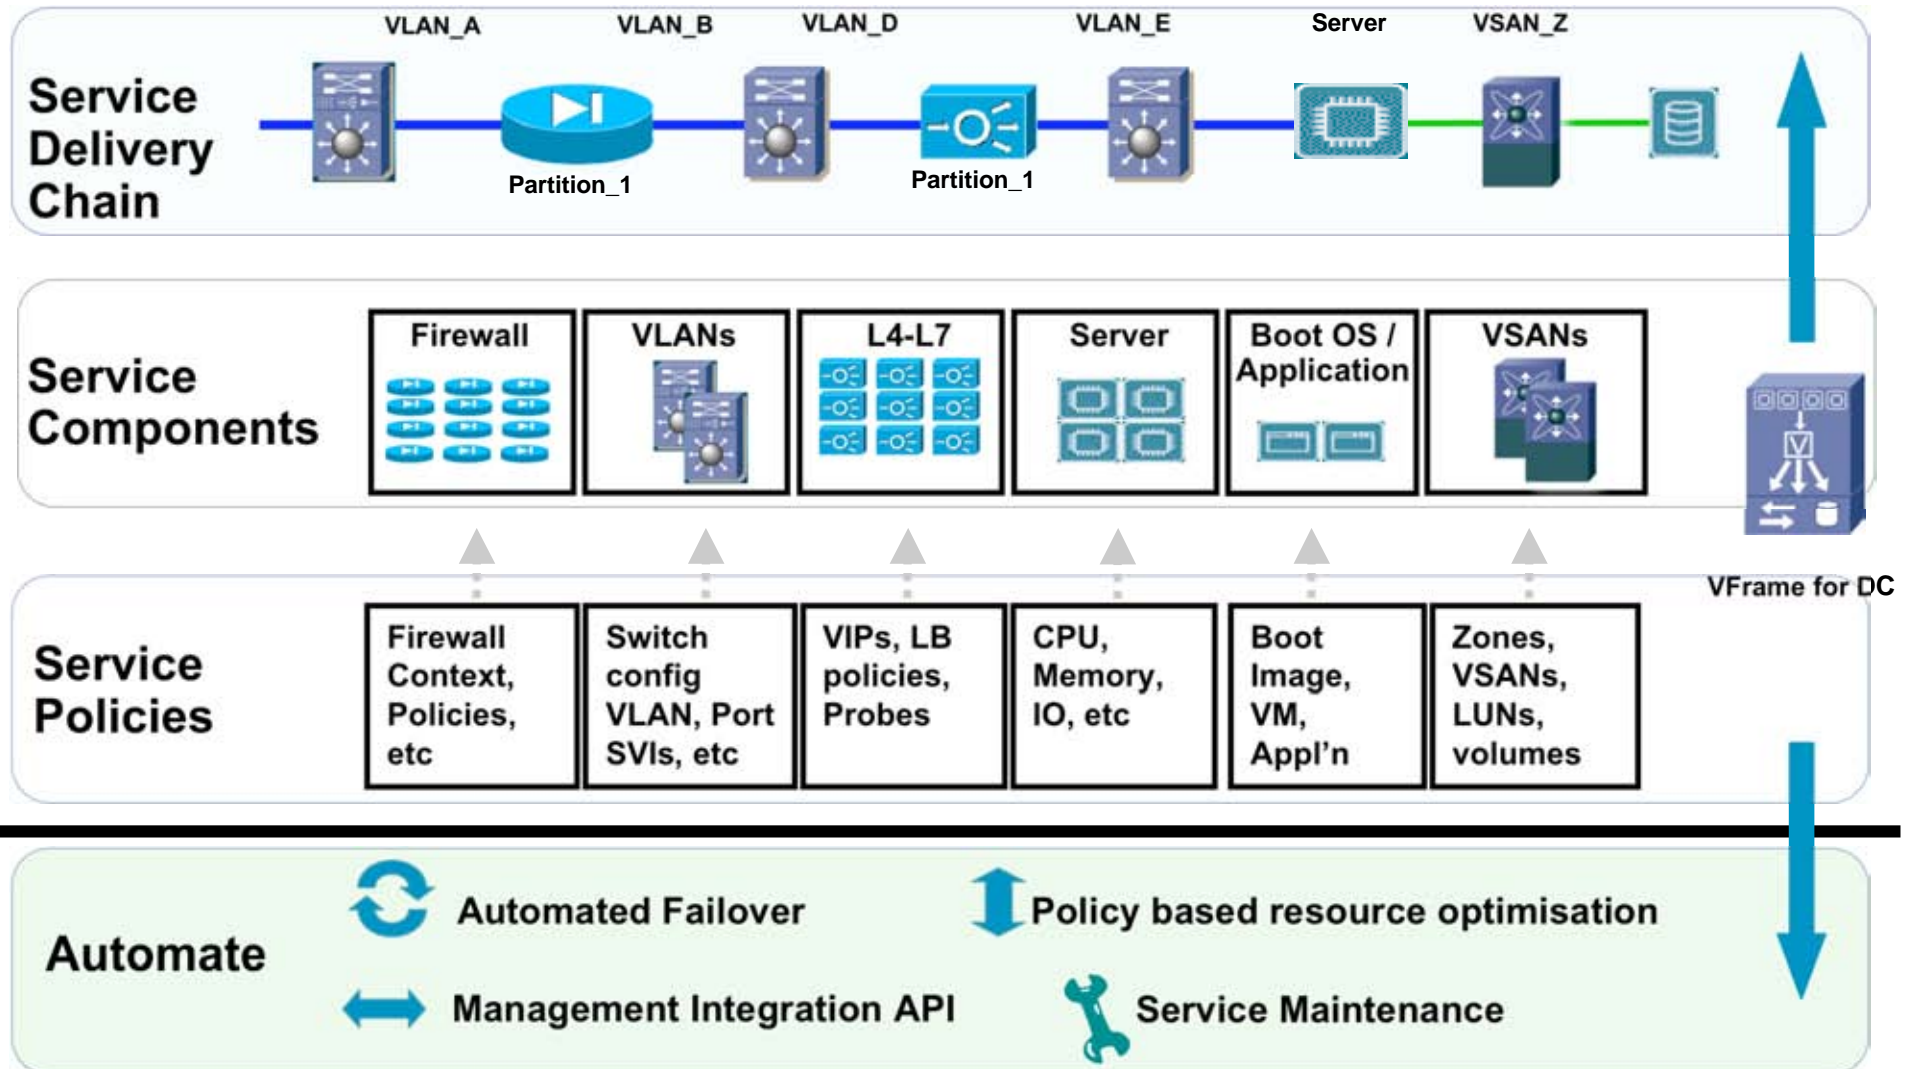 VLAN_A VLAN_B VLAN_D VLAN_E Server VSAN_Z
Service
Delivery
Chain
Partition_1 Partition_1
Service
Components
Firewall
VLANs
L4-L7
Server
Boot OS /
Application
VSANs
V
VFrame for DC
Service
Policies
Firewall
Context,
Policies,
etc
Switch
config
VLAN, Port
SVIs, etc
VIPs, LB
policies,
Probes
CPU,
Memory,
IO, etc
Boot
Image,
VM,
Appl'n
Zones,
VSANs,
LUNs,
volumes
Automate
Automated Failover
Policy based resource optimisation
Management Integration API
Service Maintenance